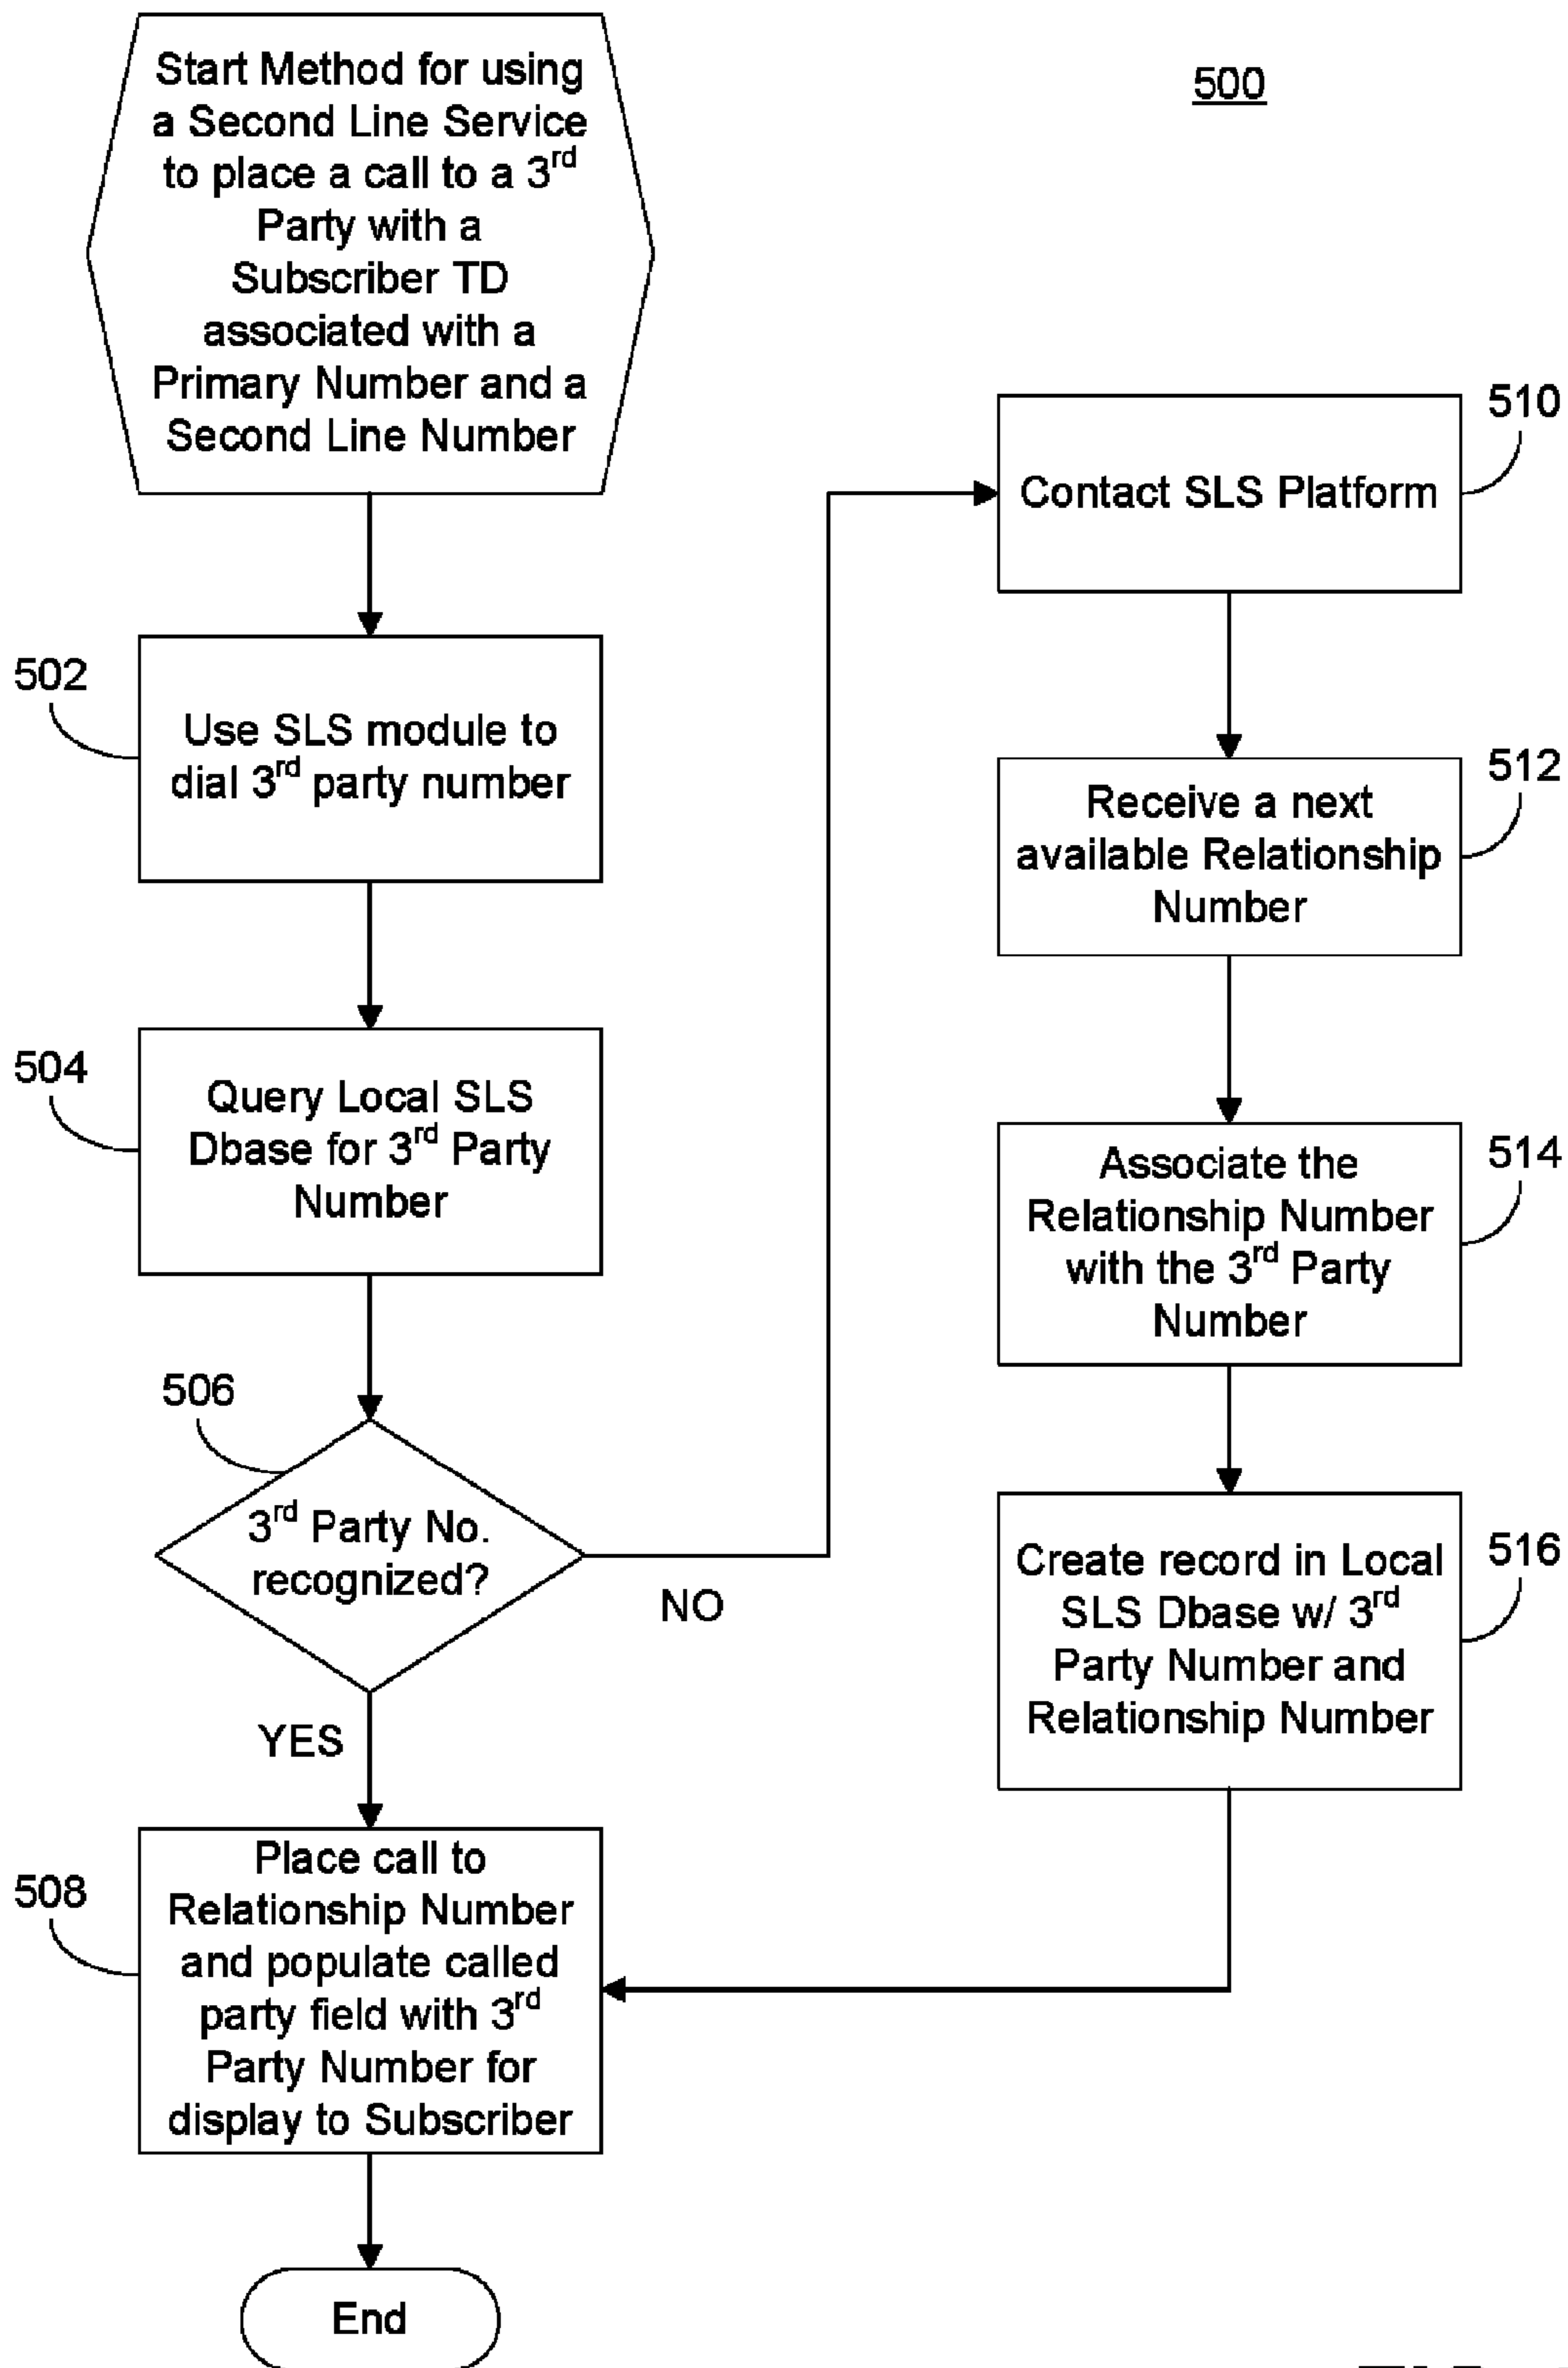 Start Method for using
a Second Line Service
to place a call to a 3rd
Party with a
Subscriber TD
associated with a
Primary Number and a
Second Line Number
500
502
Use SLS module to
dial 3rd party number
504
Query Local SLS
Dbase for 3rd Party
Number
506
3rd Party No.
recognized?
NO
YES
508
Place call to
Relationship Number
and populate called
party field with 3rd
Party Number for
display to Subscriber
End
510
Contact SLS Platform
512
Receive a next
available Relationship
Number
514
Associate the
Relationship Number
with the 3rd Party
Number
516
Create record in Local
SLS Dbase w/ 3rd
Party Number and
Relationship Number